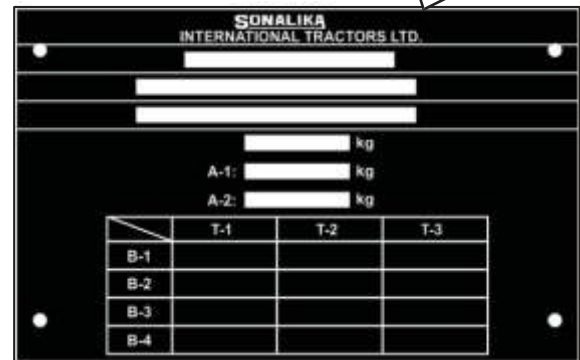 SONALIKA
INTERNATIONAL TRACTORS LTD.
kg
A-1: kg
A-2: kg
T-1 T-2 T-3
B-1
B-2
B-3
B-4